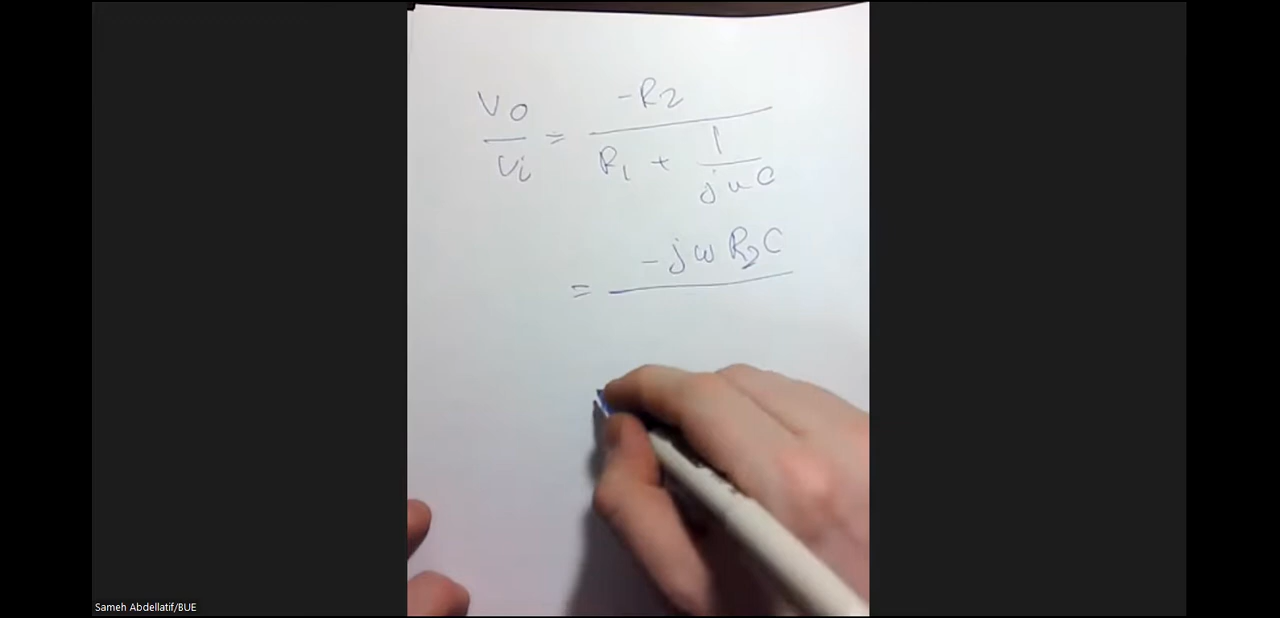 Vo / Vi = -R2 / (R1 + 1 / jωC)
= -jωR2C
Sameh Abdellatif/BUE